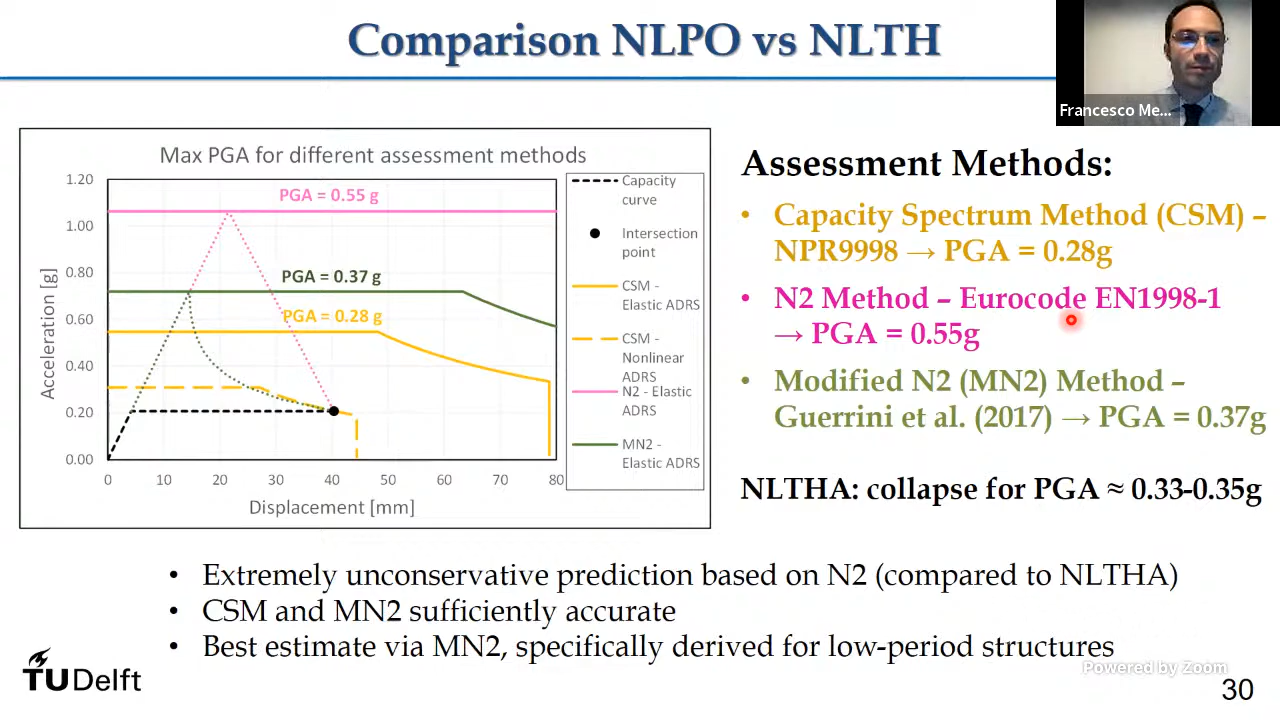 Comparison NLPO vs NLTH
Francesco Me...
Max PGA for different assessment methods
1.20
1.00
0.80
0.60
0.40
0.20
0.00
Acceleration [g]
PGA = 0.55 g
PGA = 0.37 g
PGA = 0.28 g
0 10 20 30 40 50 60 70 80
Displacement [mm]
Capacity
curve
Intersection
point
CSM -
Elastic ADRS
CSM -
Nonlinear
ADRS
N2 - Elastic
ADRS
MN2 -
Elastic ADRS
Assessment Methods:
• Capacity Spectrum Method (CSM) –
NPR9998 → PGA = 0.28g
• N2 Method – Eurocode EN1998-1
→ PGA = 0.55g
• Modified N2 (MN2) Method –
Guerrini et al. (2017) → PGA = 0.37g
NLTHA: collapse for PGA ≈ 0.33-0.35g
• Extremely unconservative prediction based on N2 (compared to NLTHA)
• CSM and MN2 sufficiently accurate
• Best estimate via MN2, specifically derived for low-period structures
TUDelft
Powered by Zoom
30